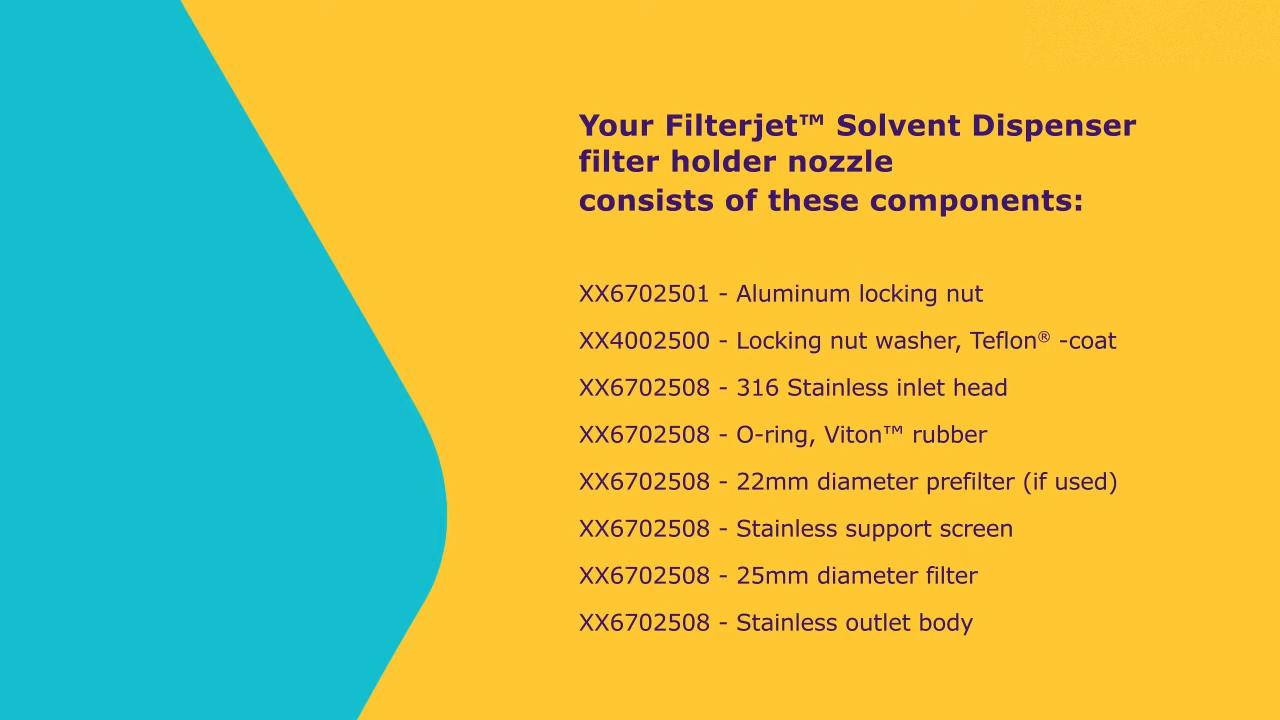 Your Filterjet™ Solvent Dispenser
filter holder nozzle
consists of these components:
XX6702501 - Aluminum locking nut
XX4002500 - Locking nut washer, Teflon® -coat
XX6702508 - 316 Stainless inlet head
XX6702508 - O-ring, Viton™ rubber
XX6702508 - 22mm diameter prefilter (if used)
XX6702508 - Stainless support screen
XX6702508 - 25mm diameter filter
XX6702508 - Stainless outlet body